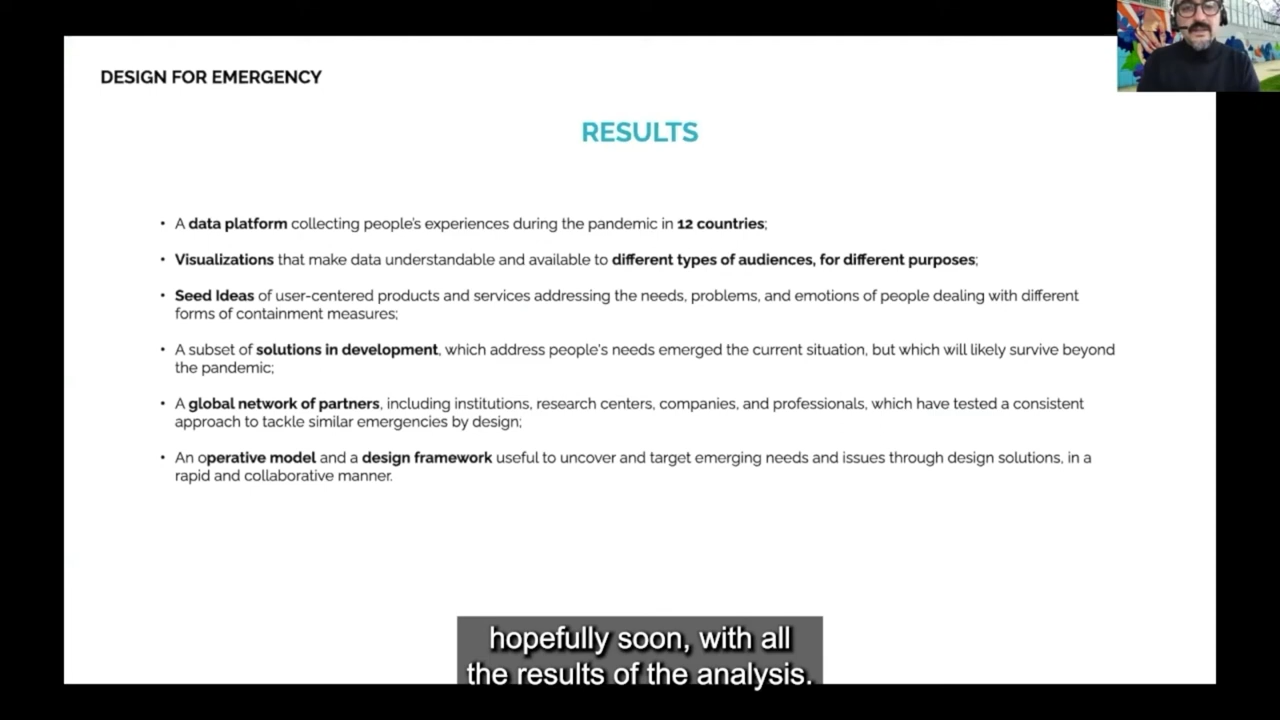 DESIGN FOR EMERGENCY
RESULTS
• A data platform collecting people's experiences during the pandemic in 12 countries;
• Visualizations that make data understandable and available to different types of audiences, for different purposes;
• Seed Ideas of user-centered products and services addressing the needs, problems, and emotions of people dealing with different
forms of containment measures;
• A subset of solutions in development, which address people's needs emerged the current situation, but which will likely survive beyond
the pandemic;
• A global network of partners, including institutions, research centers, companies, and professionals, which have tested a consistent
approach to tackle similar emergencies by design;
• An operative model and a design framework useful to uncover and target emerging needs and issues through design solutions, in a
rapid and collaborative manner.
hopefully soon, with all
the results of the analysis.